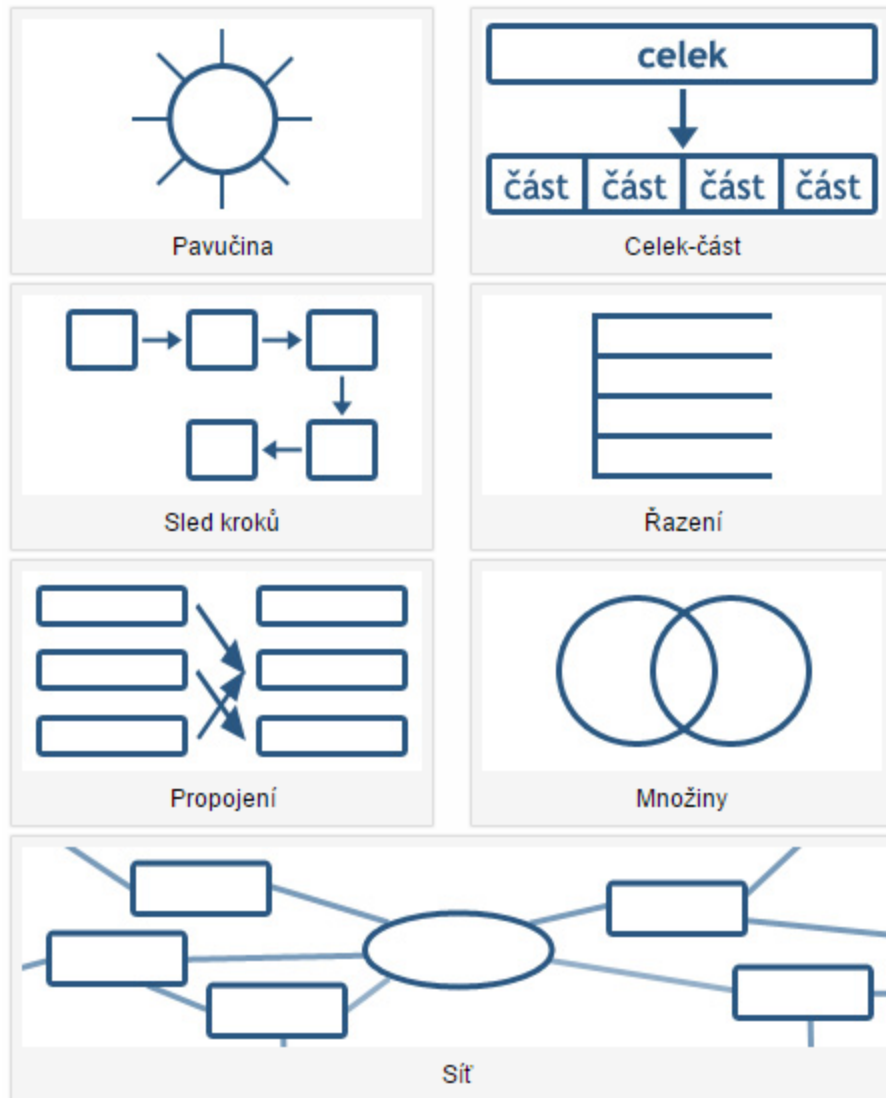 celek
část část část část
Pavučina
Celek-část
Sled kroků
Řazení
Propojení
Množiny
Síť